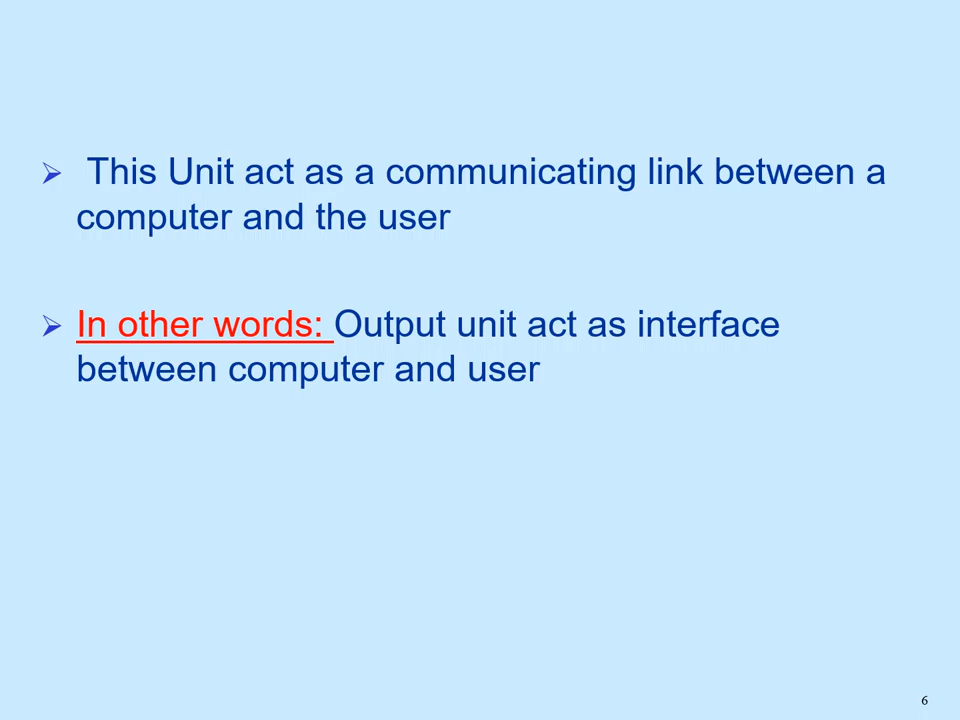 ➢ This Unit act as a communicating link between a
computer and the user
➢ In other words: Output unit act as interface
between computer and user
6